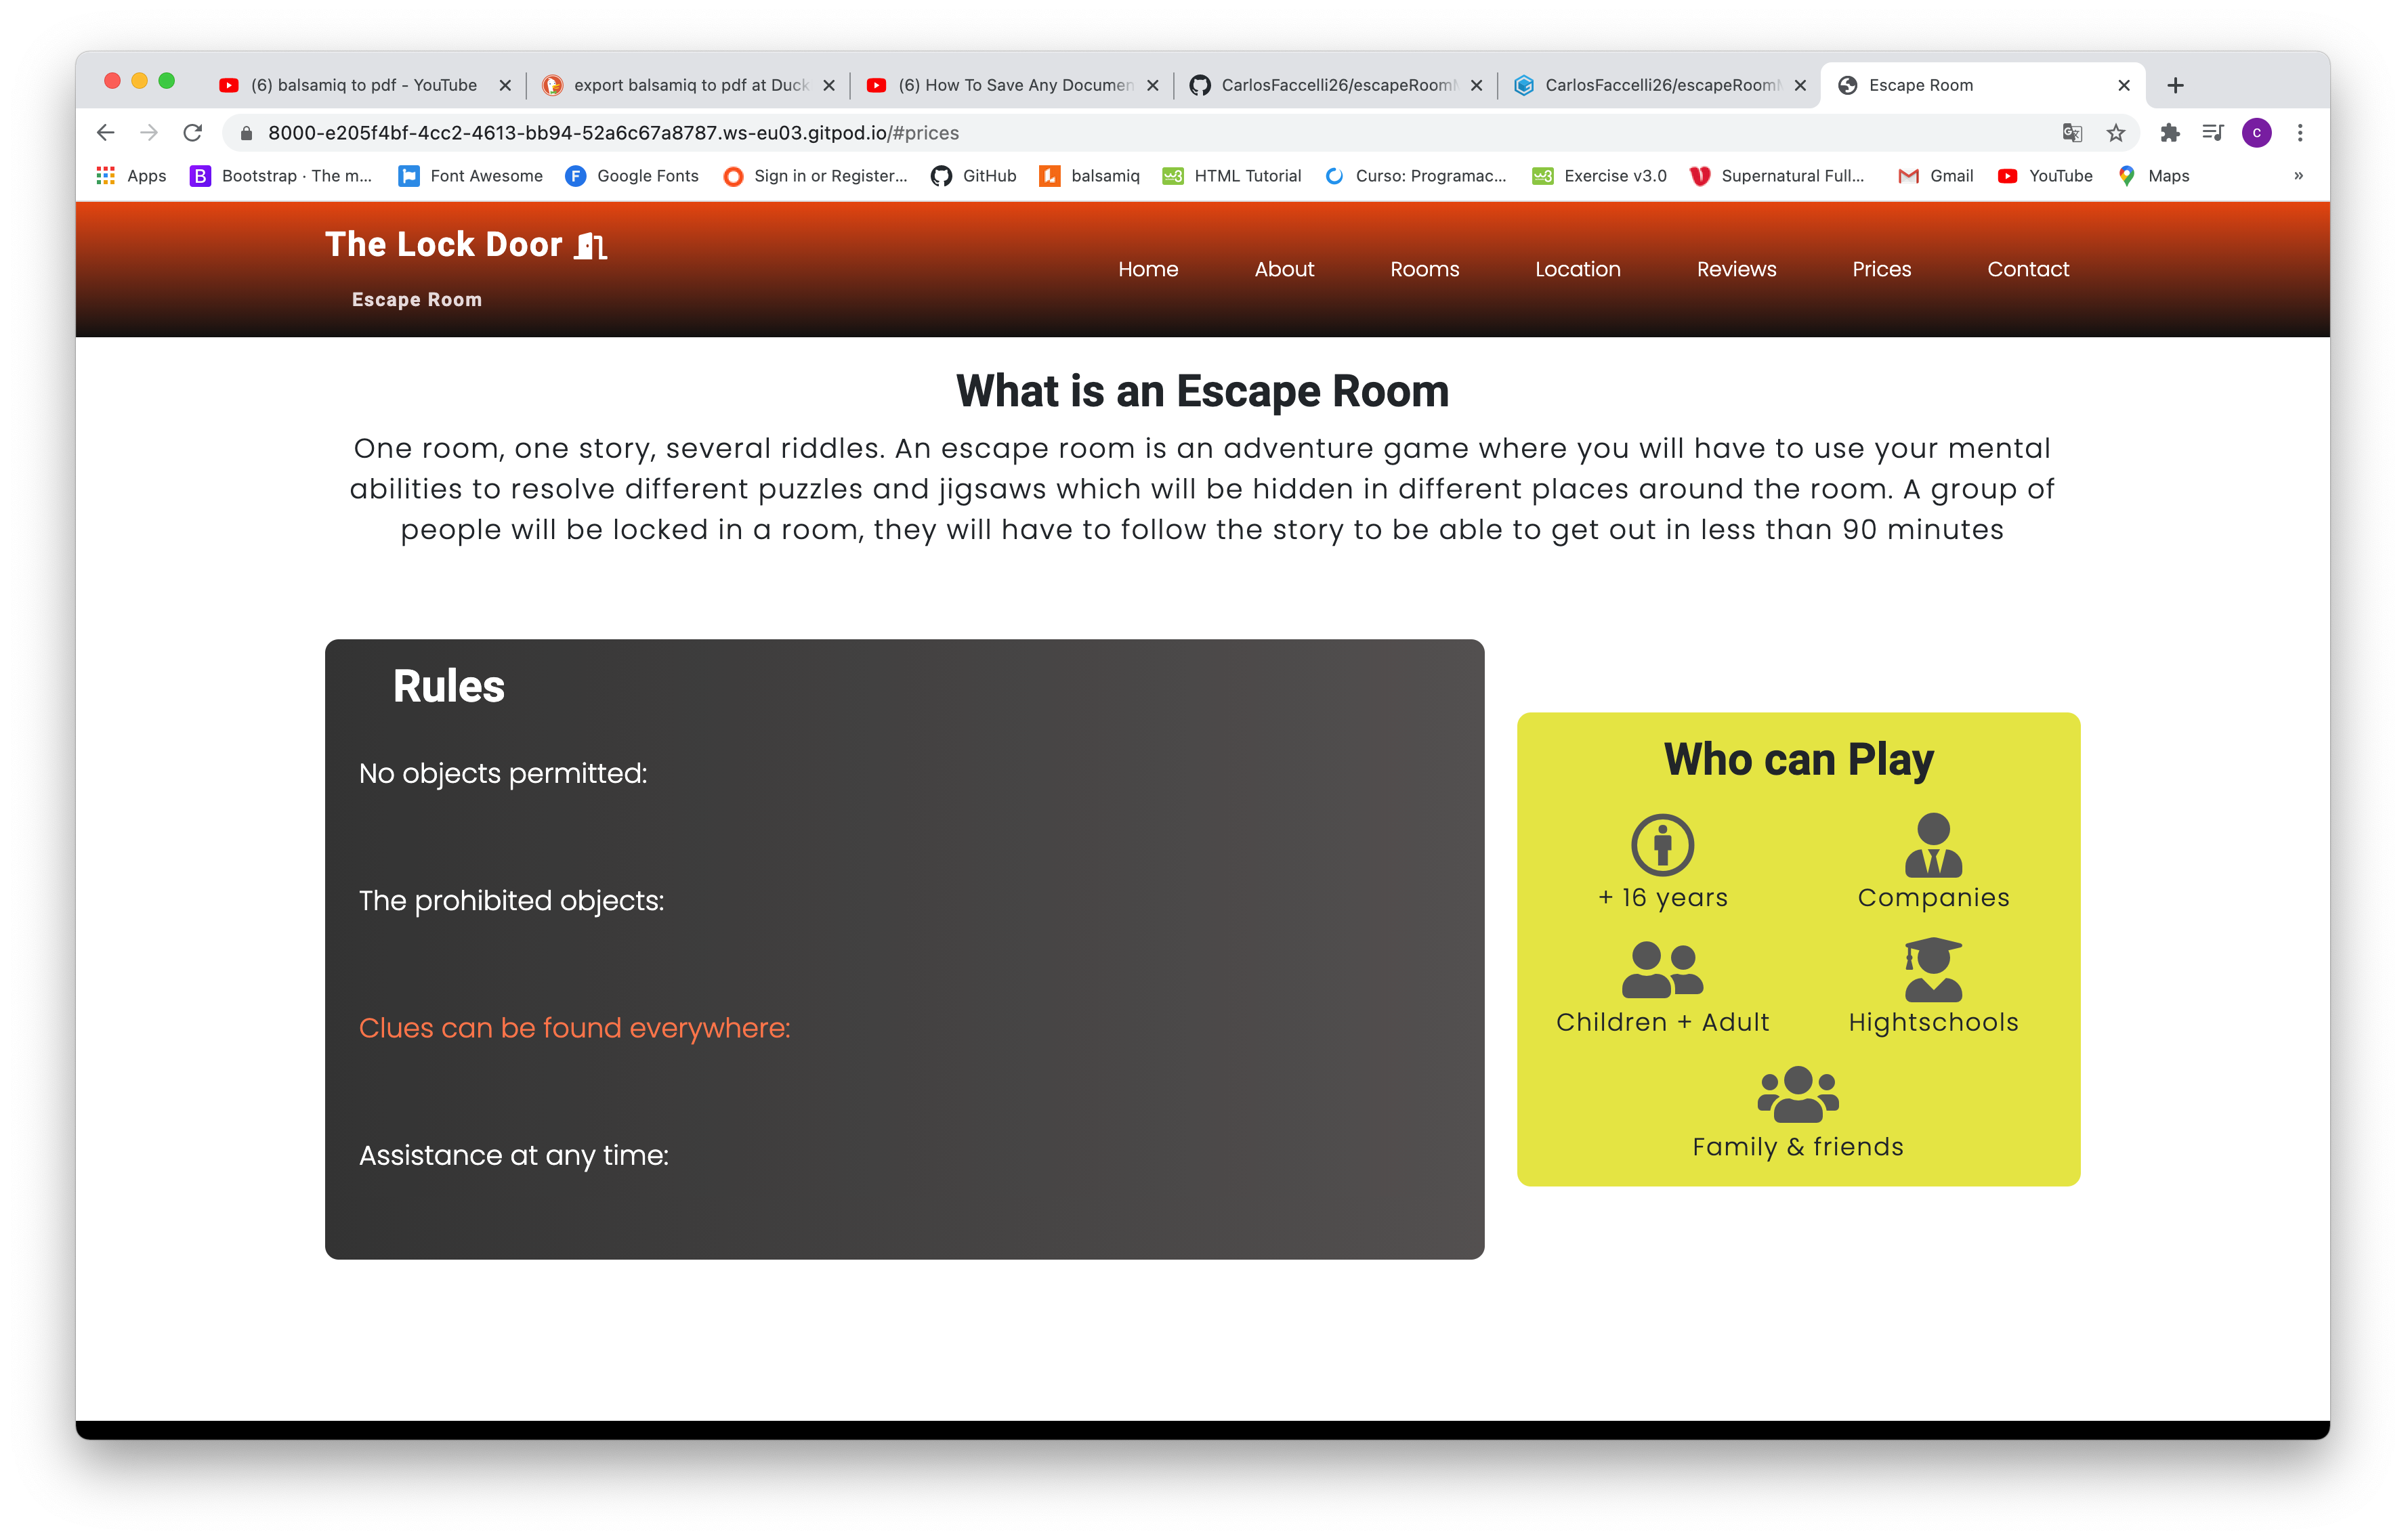 (6) balsamiq to pdf - YouTube
export balsamiq to pdf at Duck
(6) How To Save Any Documen
CarlosFaccelli26/escapeRoom
CarlosFaccelli26/escapeRoom
Escape Room
8000-e205f4bf-4cc2-4613-bb94-52a6c67a8787.ws-eu03.gitpod.io/#prices
C
Apps
B Bootstrap · The m...
Font Awesome
F Google Fonts
Sign in or Register...
GitHub
balsamiq
HTML Tutorial
Curso: Programac...
Exercise v3.0
Supernatural Full...
Gmail
YouTube
Maps
»
The Lock Door
Escape Room
Home About Rooms Location Reviews Prices Contact
What is an Escape Room
One room, one story, several riddles. An escape room is an adventure game where you will have to use your mental
abilities to resolve different puzzles and jigsaws which will be hidden in different places around the room. A group of
people will be locked in a room, they will have to follow the story to be able to get out in less than 90 minutes
Rules
No objects permitted:
The prohibited objects:
Clues can be found everywhere:
Assistance at any time:
Who can Play
+ 16 years
Companies
Children + Adult
Hightschools
Family & friends